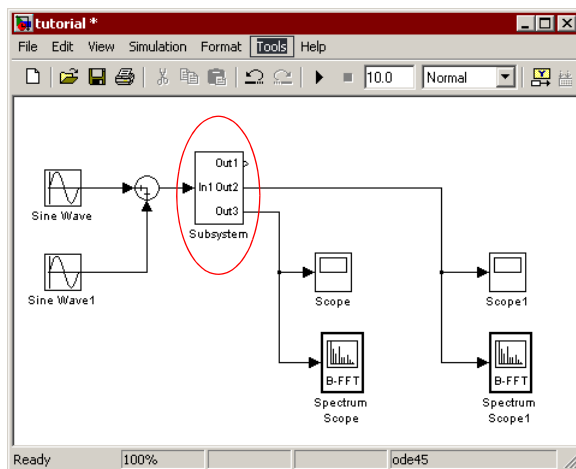 tutorial *
File Edit View Simulation Format Tools Help
10.0 Normal
Out1
In1 Out2
Out3
Subsystem
Sine Wave
Sine Wave1
Scope
Scope1
B-FFT
B-FFT
Spectrum
Scope
Spectrum
Scope1
Ready 100% ode45